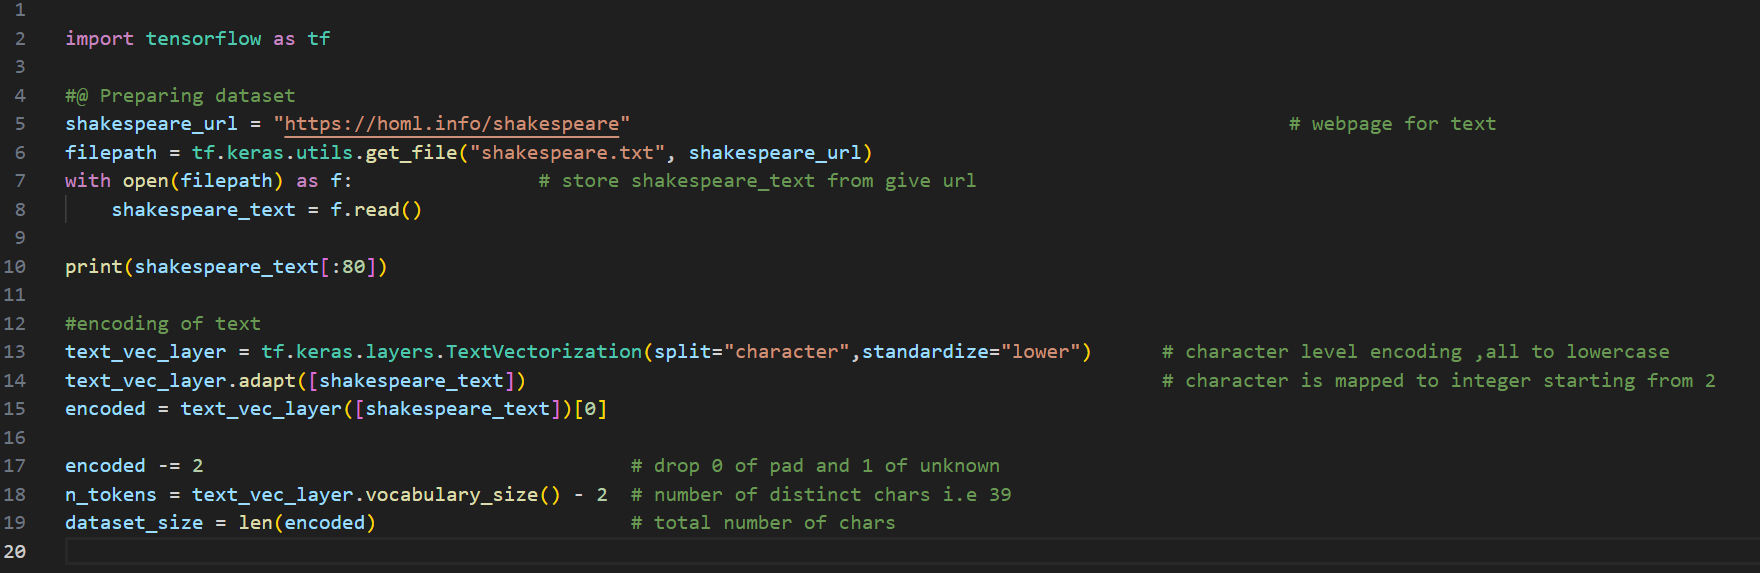 1
2 import tensorflow as tf
3
4 #@ Preparing dataset
5 shakespeare_url = "https://homl.info/shakespeare" # webpage for text
6 filepath = tf.keras.utils.get_file("shakespeare.txt", shakespeare_url)
7 with open(filepath) as f: # store shakespeare_text from give url
8     shakespeare_text = f.read()
9
10 print(shakespeare_text[:80])
11
12 #encoding of text
13 text_vec_layer = tf.keras.layers.TextVectorization(split="character",standardize="lower") # character level encoding ,all to lowercase
14 text_vec_layer.adapt([shakespeare_text]) # character is mapped to integer starting from 2
15 encoded = text_vec_layer([shakespeare_text])[0]
16
17 encoded -= 2 # drop 0 of pad and 1 of unknown
18 n_tokens = text_vec_layer.vocabulary_size() - 2 # number of distinct chars i.e 39
19 dataset_size = len(encoded) # total number of chars
20